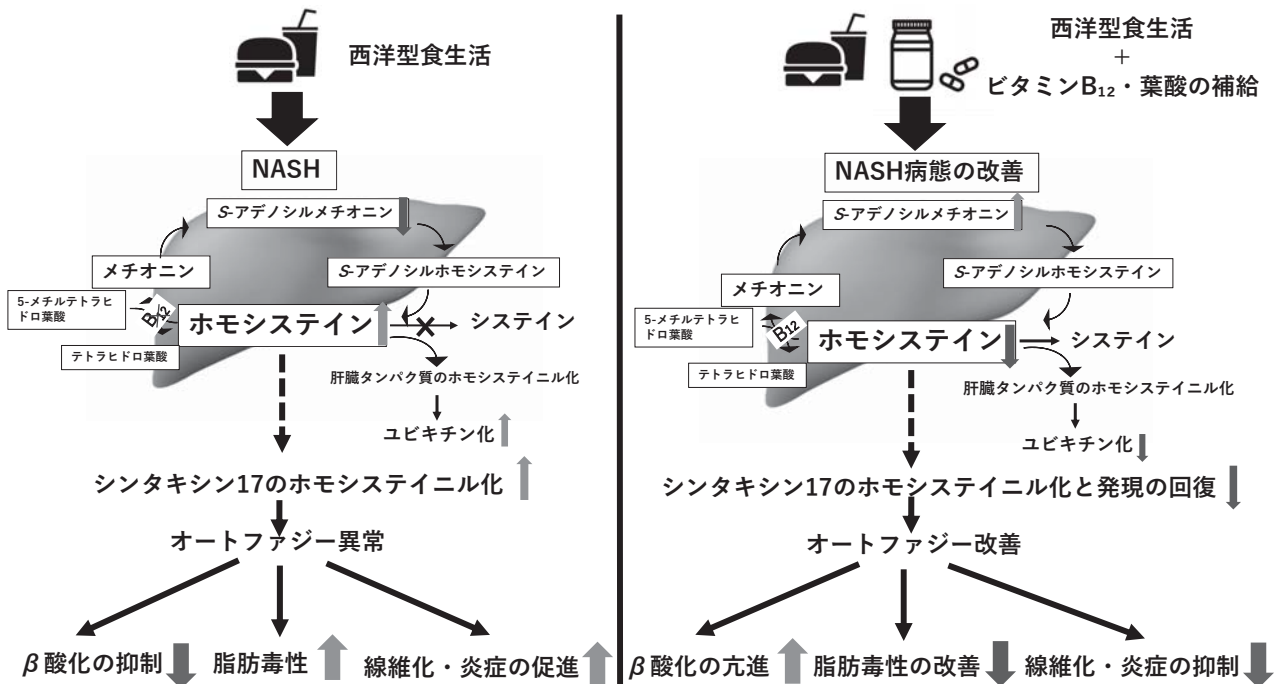 西洋型食生活
NASH
S-アデノシルメチオニン
メチオニン
S-アデノシルホモシステイン
5-メチルテトラヒ
ドロ葉酸
B12
ホモシステイン
システイン
テトラヒドロ葉酸
肝臓タンパク質のホモシステイニル化
ユビキチン化
シンタキシン17のホモシステイニル化
オートファジー異常
β酸化の抑制
脂肪毒性
線維化・炎症の促進
西洋型食生活
+
ビタミンB₁₂・葉酸の補給
NASH病態の改善
S-アデノシルメチオニン
S-アデノシルホモシステイン
メチオニン
5-メチルテトラヒ
ドロ葉酸
B12
ホモシステイン
システイン
テトラヒドロ葉酸
肝臓タンパク質のホモシステイニル化
ユビキチン化
シンタキシン17のホモシステイニル化と発現の回復
オートファジー改善
β酸化の亢進
脂肪毒性の改善
線維化・炎症の抑制